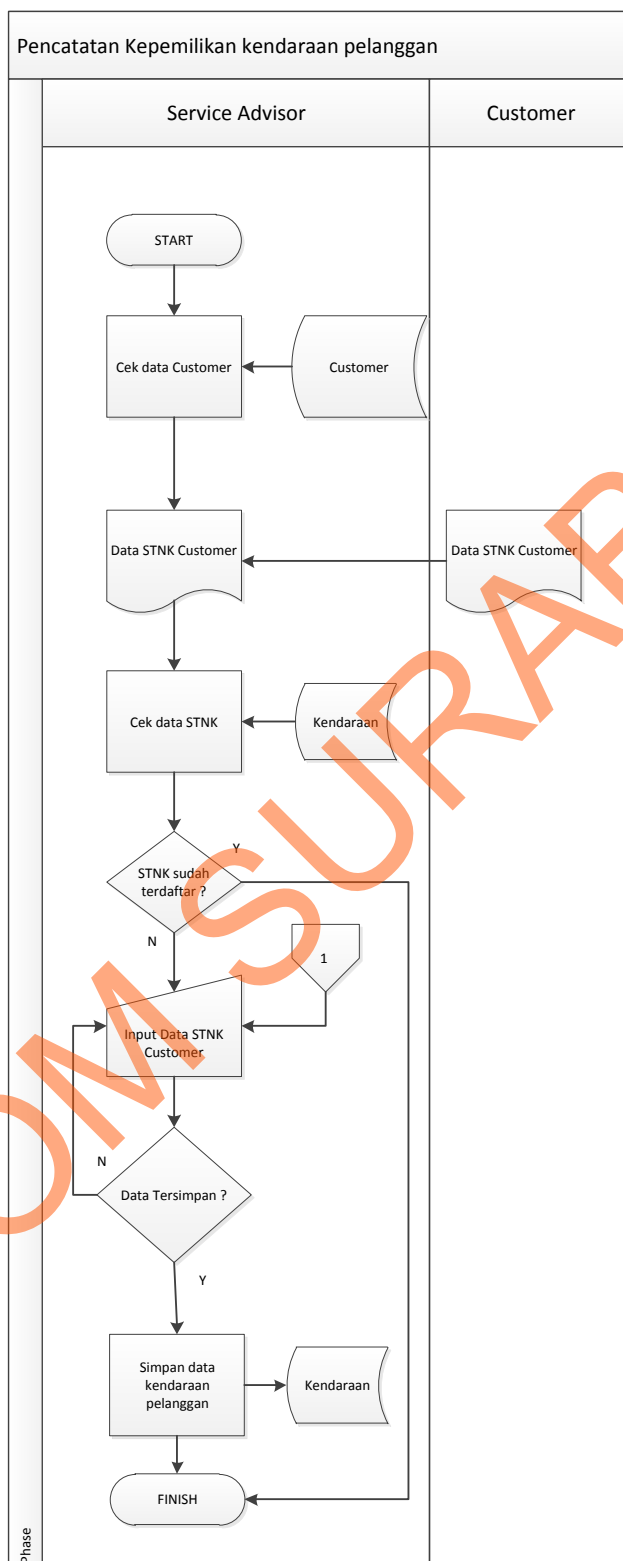 Pencatatan Kepemilikan kendaraan pelanggan
Service Advisor
Customer
START
Cek data Customer
Customer
Data STNK Customer
Data STNK Customer
Cek data STNK
Kendaraan
STNK sudah
terdaftar ?
Y
N
1
Input Data STNK
Customer
N
Data Tersimpan ?
Y
Simpan data
kendaraan
pelanggan
Kendaraan
FINISH
Phase
OM SURAB